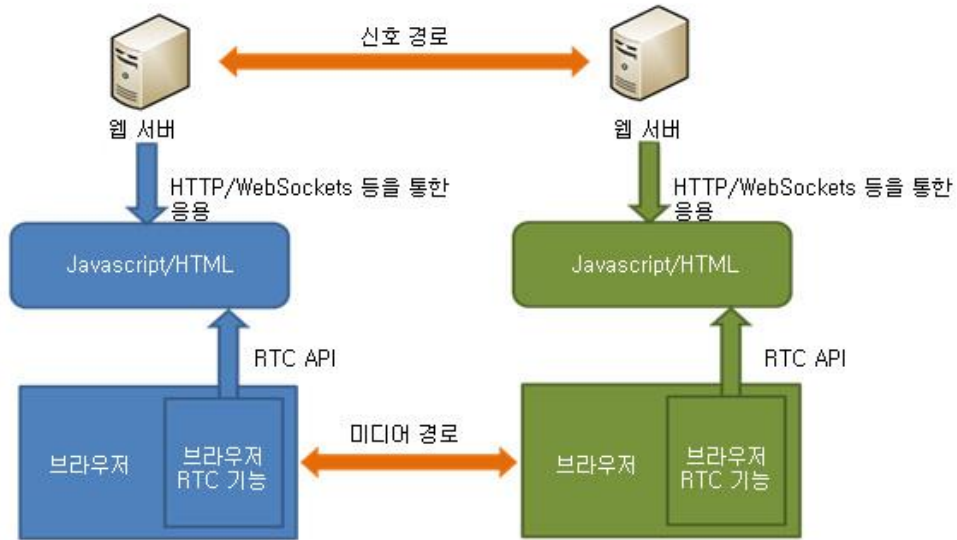 신호 경로
웹 서버
웹 서버
HTTP/WebSockets 등을 통한
응용
HTTP/WebSockets 등을 통한
응용
Javascript/HTML
Javascript/HTML
RTC API
RTC API
미디어 경로
브라우저
브라우저
RTC 기능
브라우저
브라우저
RTC 기능